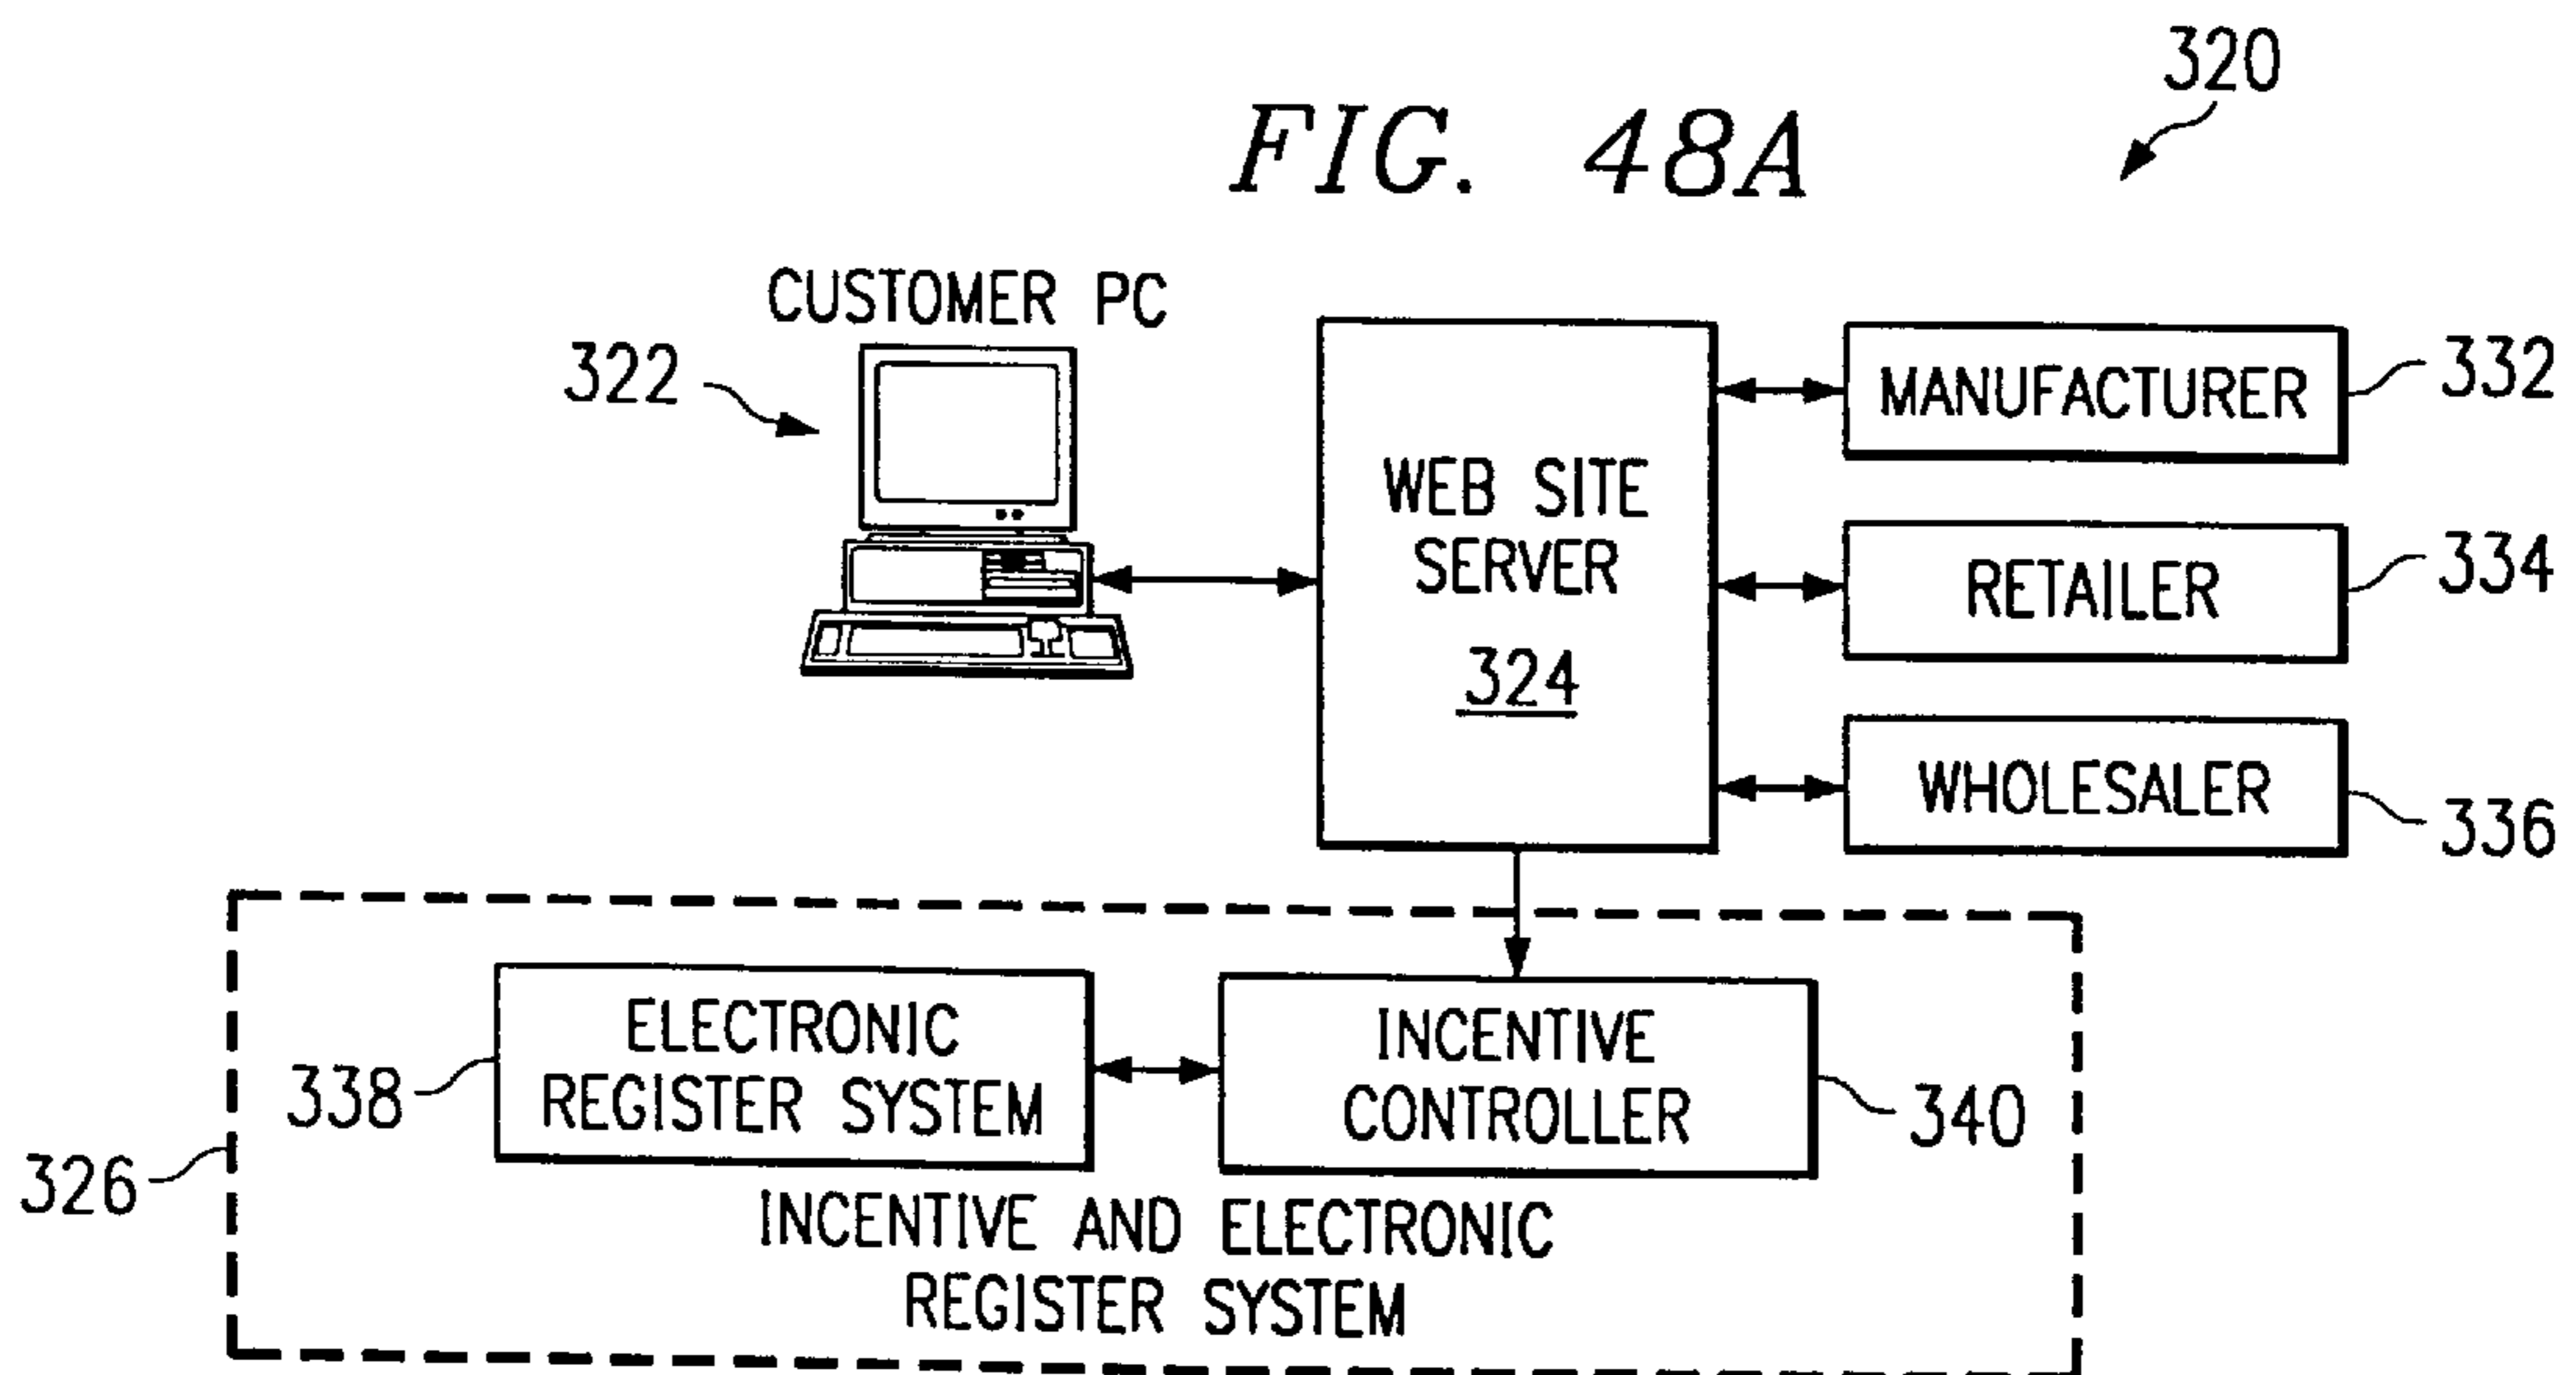 320
FIG. 48A
CUSTOMER PC
322
WEB SITE
SERVER
324
MANUFACTURER
332
RETAILER
334
WHOLESALER
336
ELECTRONIC
REGISTER SYSTEM
338
INCENTIVE
CONTROLLER
340
326
INCENTIVE AND ELECTRONIC
REGISTER SYSTEM